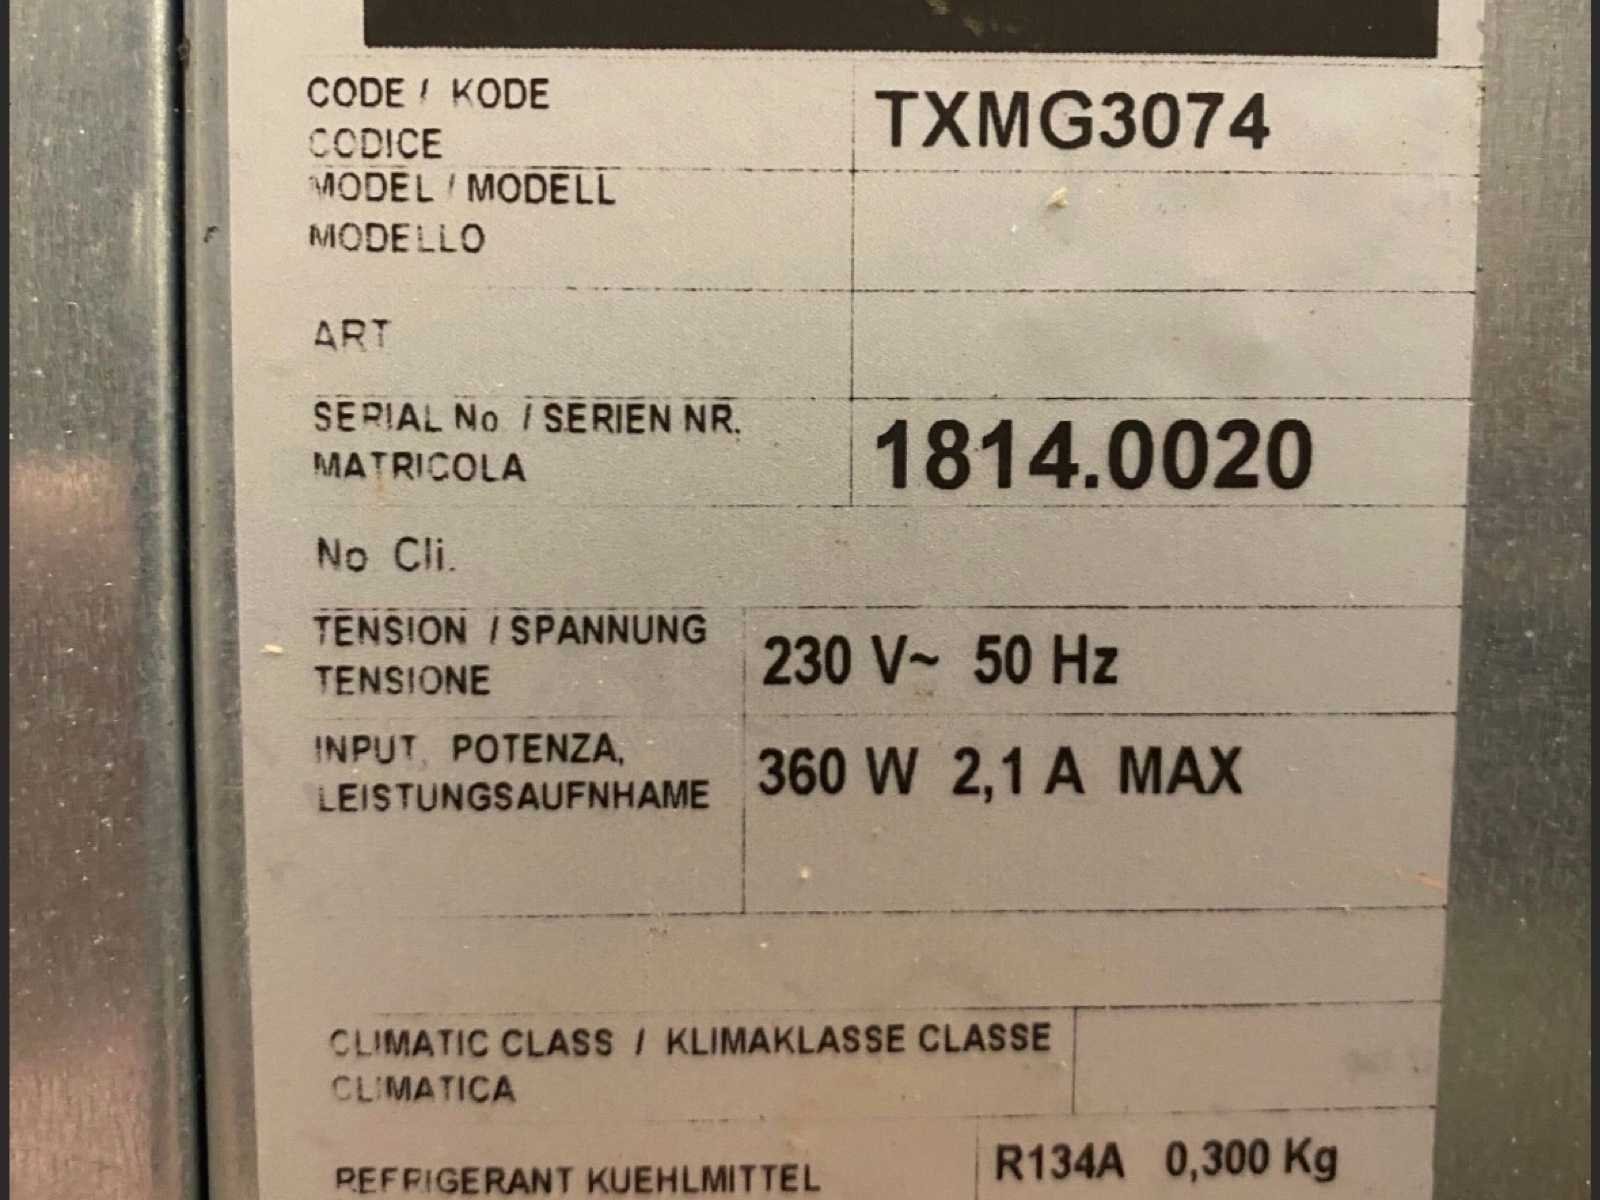 CODE / KODE
CODICE
TXMG3074
MODEL / MODELL
MODELLO
ART
SERIAL No / SERIEN NR.
MATRICOLA
1814.0020
No Cli.
TENSION / SPANNUNG
TENSIONE
230 V~ 50 Hz
INPUT, POTENZA,
LEISTUNGSAUFNHAME
360 W 2,1 A MAX
CLIMATIC CLASS / KLIMAKLASSE CLASSE
CLIMATICA
REFRIGERANT KUEHLMITTEL
R134A 0,300 Kg